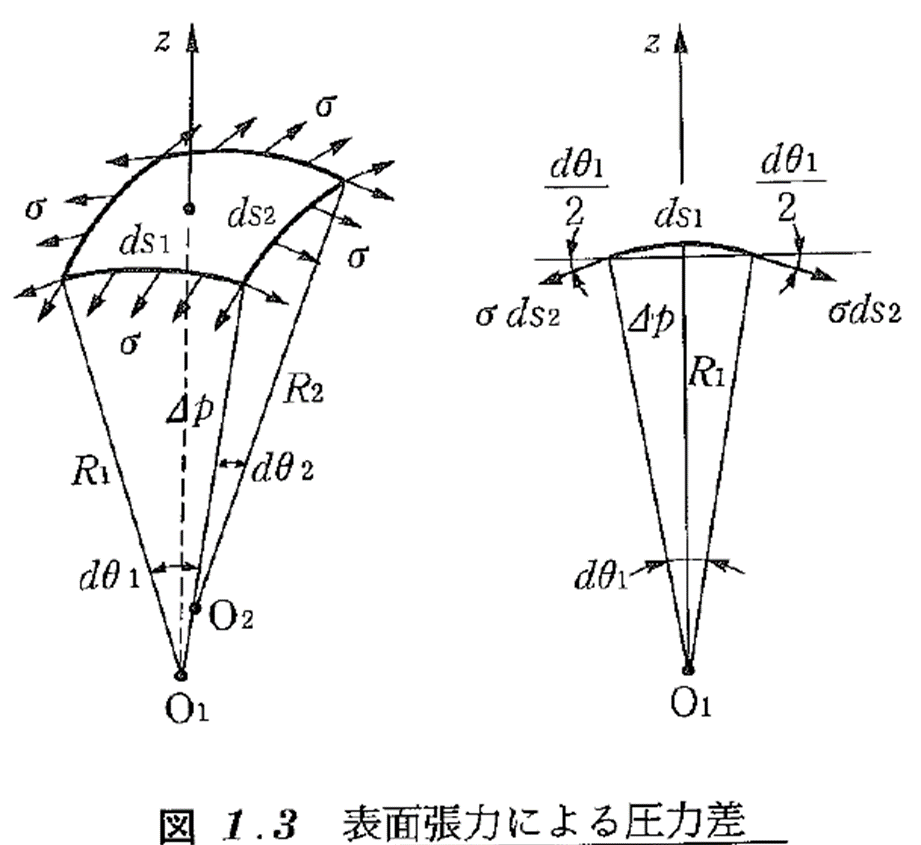 z
σ
σ
ds1
ds2
σ
σ
Δp
R2
R1
dθ2
dθ1
O2
O1
z
dθ1/2
ds1
dθ1/2
σds2
Δp
σds2
R1
dθ1
O1
図 1.3 表面張力による圧力差